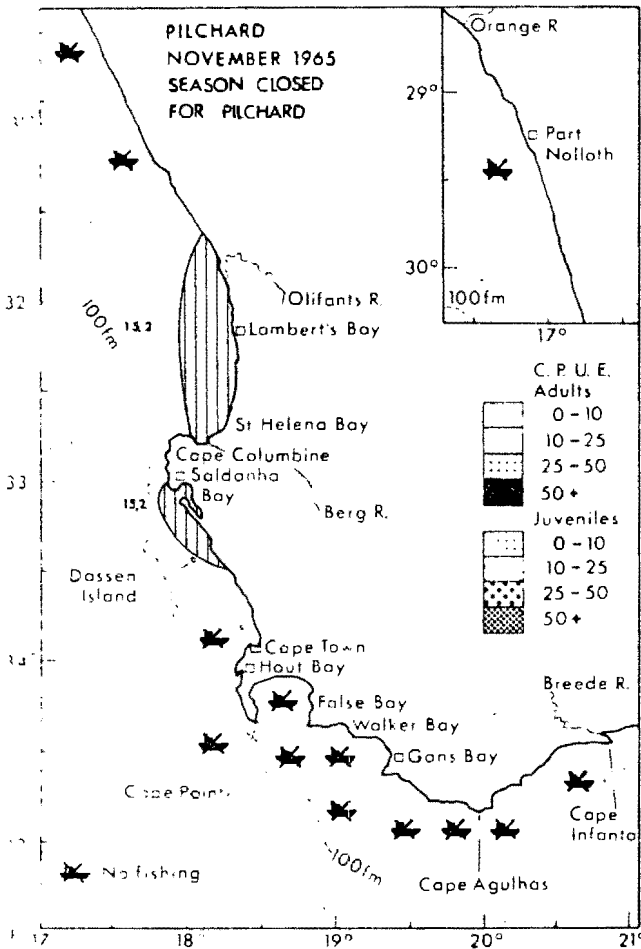 PILCHARD
NOVEMBER 1965
SEASON CLOSED
FOR PILCHARD
Orange R
29°
Part
Nolloth
30°
100fm
17°
32
100fm
15,2
Olifants R.
Lambert's Bay
St Helena Bay
Cape Columbine
Saldanha
Bay
33
15,2
Berg R.
Dassen
Island
C. P. U. E.
Adults
0-10
10-25
25-50
50+
Juveniles
0-10
10-25
25-50
50+
Cape Town
Hout Bay
Breede R.
False Bay
Walker Bay
Gans Bay
Cape Infanta
No fishing
100fm
Cape Agulhas
17
18°
19°
20°
21°